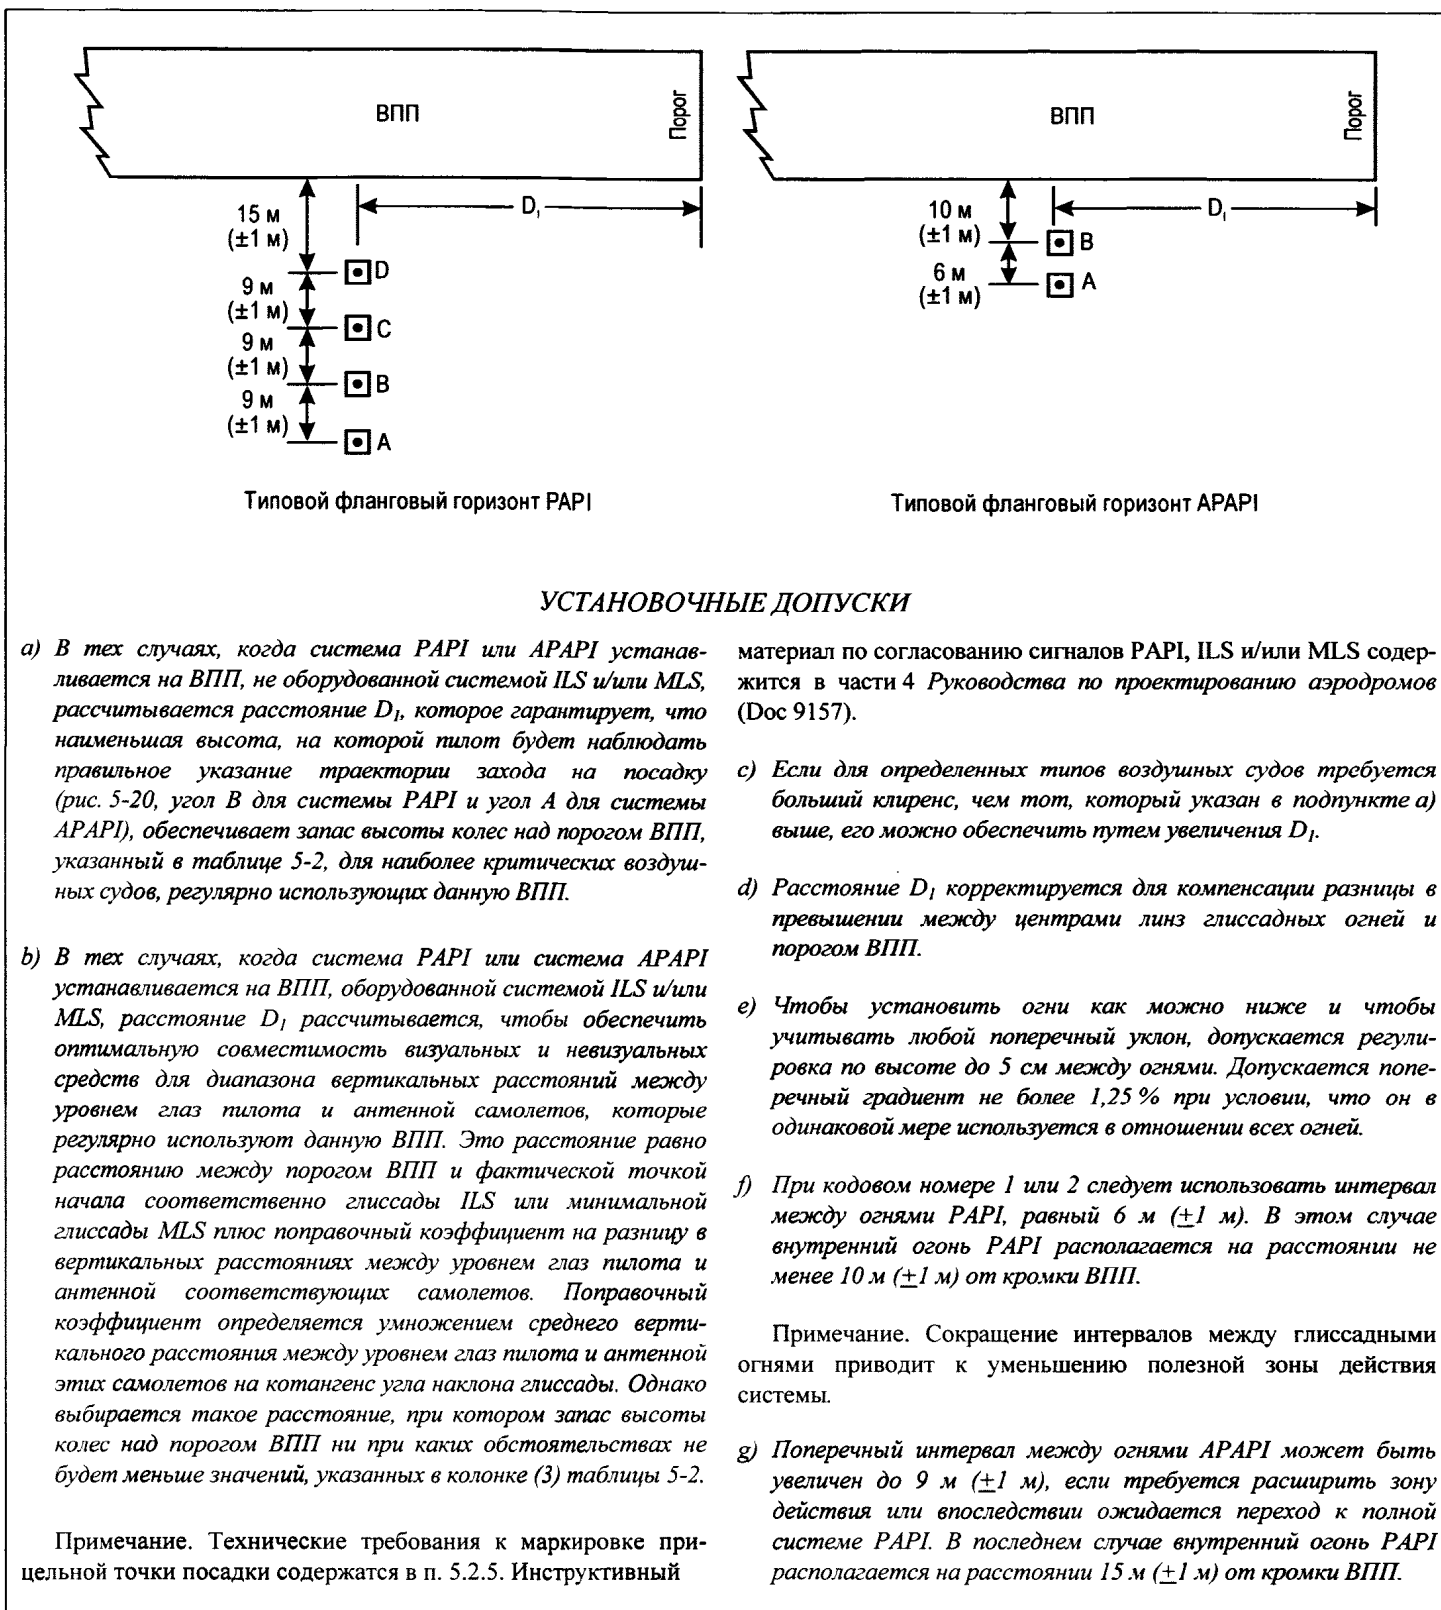 ВПП
Порог
15 м
(±1 м)
D₁
D
9 м
(±1 м)
C
9 м
(±1 м)
B
9 м
(±1 м)
A
Типовой фланговый горизонт PAPI
ВПП
Порог
10 м
(±1 м)
D₁
B
6 м
(±1 м)
A
Типовой фланговый горизонт APAPI
УСТАНОВОЧНЫЕ ДОПУСКИ
a) В тех случаях, когда система PAPI или APAPI устанав-
ливается на ВПП, не оборудованной системой ILS и/или MLS,
рассчитывается расстояние D₁, которое гарантирует, что
наименьшая высота, на которой пилот будет наблюдать
правильное указание траектории захода на посадку
(рис. 5-20, угол B для системы PAPI и угол A для системы
APAPI), обеспечивает запас высоты колес над порогом ВПП,
указанный в таблице 5-2, для наиболее критических воздуш-
ных судов, регулярно использующих данную ВПП.
b) В тех случаях, когда система PAPI или система APAPI
устанавливается на ВПП, оборудованной системой ILS и/или
MLS, расстояние D₁ рассчитывается, чтобы обеспечить
оптимальную совместимость визуальных и невизуальных
средств для диапазона вертикальных расстояний между
уровнем глаз пилота и антенной самолетов, которые
регулярно используют данную ВПП. Это расстояние равно
расстоянию между порогом ВПП и фактической точкой
начала соответственно глиссады ILS или минимальной
глиссады MLS плюс поправочный коэффициент на разницу в
вертикальных расстояниях между уровнем глаз пилота и
антенной соответствующих самолетов. Поправочный
коэффициент определяется умножением среднего верти-
кального расстояния между уровнем глаз пилота и антенной
этих самолетов на котангенс угла наклона глиссады. Однако
выбирается такое расстояние, при котором запас высоты
колес над порогом ВПП ни при каких обстоятельствах не
будет меньше значений, указанных в колонке (3) таблицы 5-2.
Примечание. Технические требования к маркировке при-
цельной точки посадки содержатся в п. 5.2.5. Инструктивный
материал по согласованию сигналов PAPI, ILS и/или MLS содер-
жится в части 4 Руководства по проектированию аэродромов
(Doc 9157).
c) Если для определенных типов воздушных судов требуется
больший клиренс, чем тот, который указан в подпункте a)
выше, его можно обеспечить путем увеличения D₁.
d) Расстояние D₁ корректируется для компенсации разницы в
превышении между центрами линз глиссадных огней и
порогом ВПП.
e) Чтобы установить огни как можно ниже и чтобы
учитывать любой поперечный уклон, допускается регули-
ровка по высоте до 5 см между огнями. Допускается попе-
речный градиент не более 1,25 % при условии, что он в
одинаковой мере используется в отношении всех огней.
f) При кодовом номере 1 или 2 следует использовать интервал
между огнями PAPI, равный 6 м (±1 м). В этом случае
внутренний огонь PAPI располагается на расстоянии не
менее 10 м (±1 м) от кромки ВПП.
Примечание. Сокращение интервалов между глиссадными
огнями приводит к уменьшению полезной зоны действия
системы.
g) Поперечный интервал между огнями APAPI может быть
увеличен до 9 м (±1 м), если требуется расширить зону
действия или впоследствии ожидается переход к полной
системе PAPI. В последнем случае внутренний огонь PAPI
располагается на расстоянии 15 м (±1 м) от кромки ВПП.